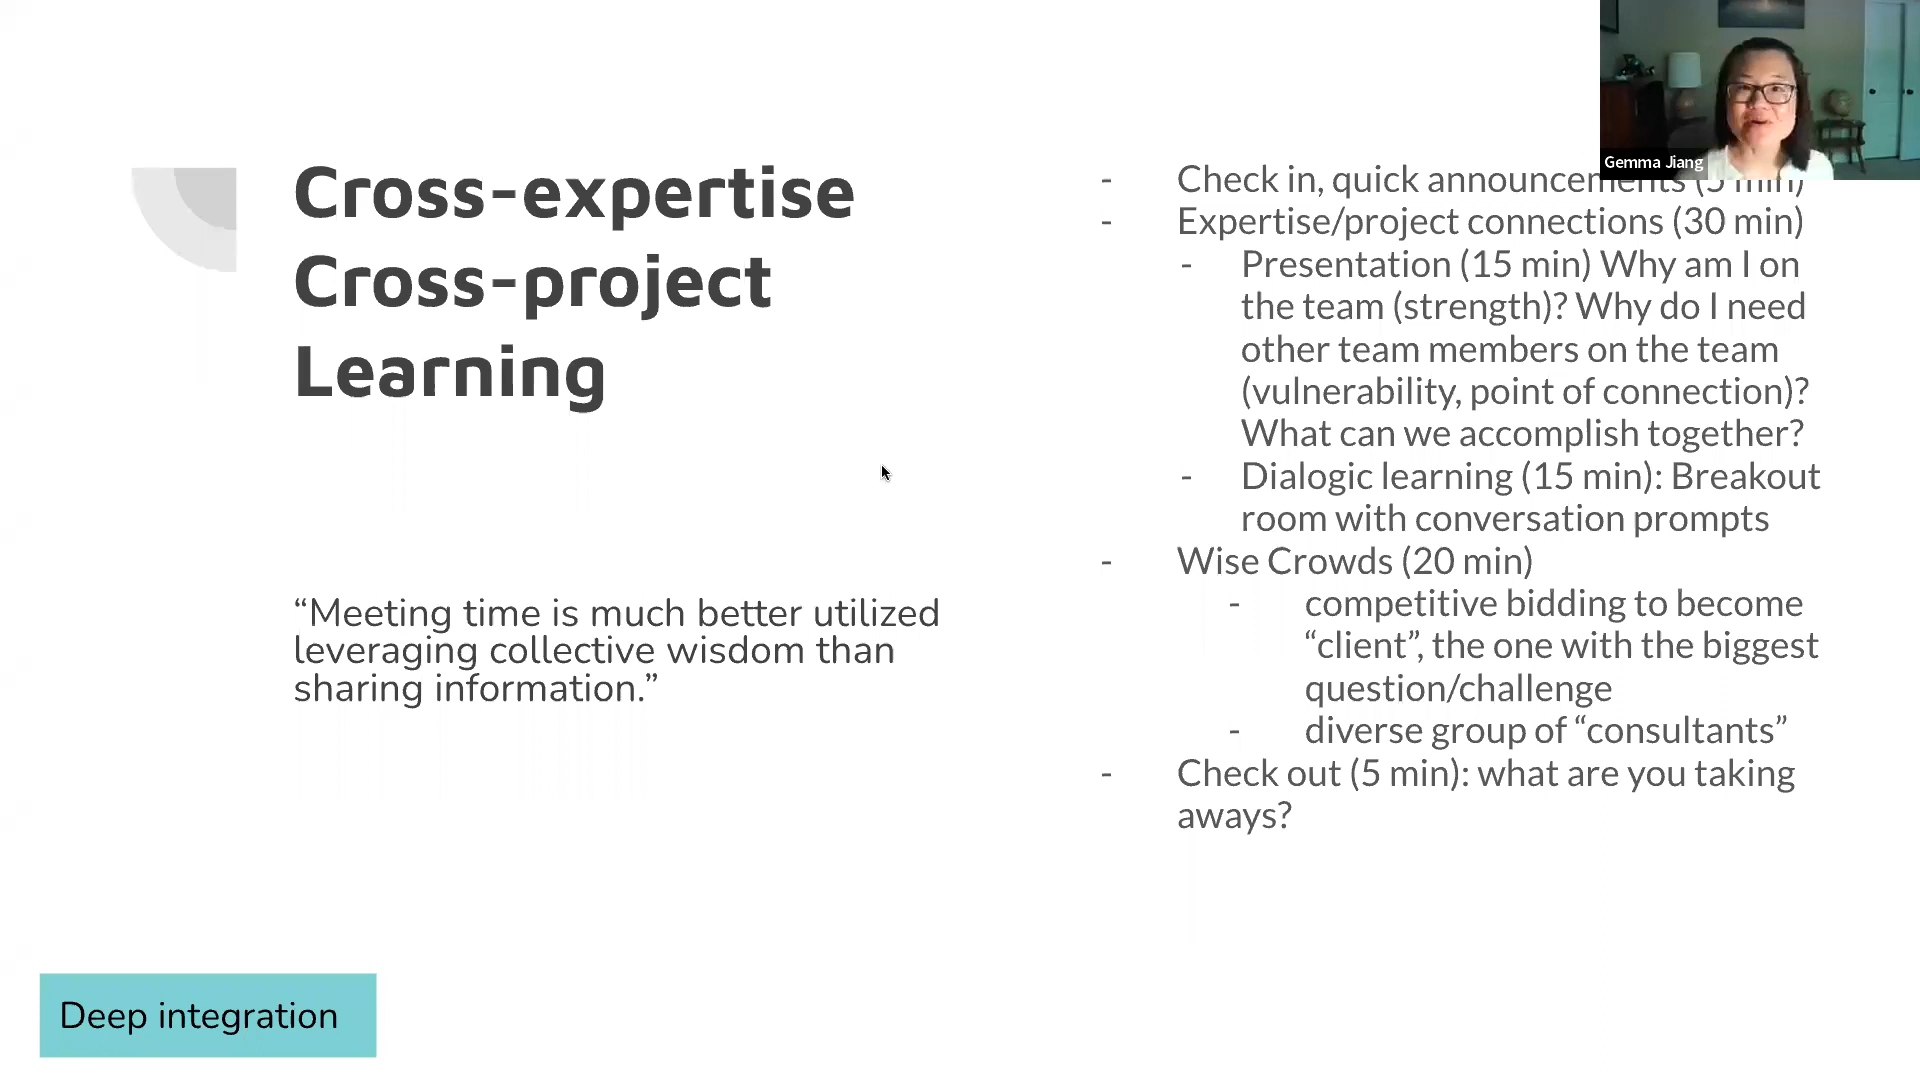 Cross-expertise
Cross-project
Learning
“Meeting time is much better utilized
leveraging collective wisdom than
sharing information.”
Deep integration
- Check in, quick announcements (5 min)
- Expertise/project connections (30 min)
- Presentation (15 min) Why am I on
the team (strength)? Why do I need
other team members on the team
(vulnerability, point of connection)?
What can we accomplish together?
- Dialogic learning (15 min): Breakout
room with conversation prompts
- Wise Crowds (20 min)
- competitive bidding to become
“client”, the one with the biggest
question/challenge
- diverse group of “consultants”
- Check out (5 min): what are you taking
aways?
Gemma Jiang